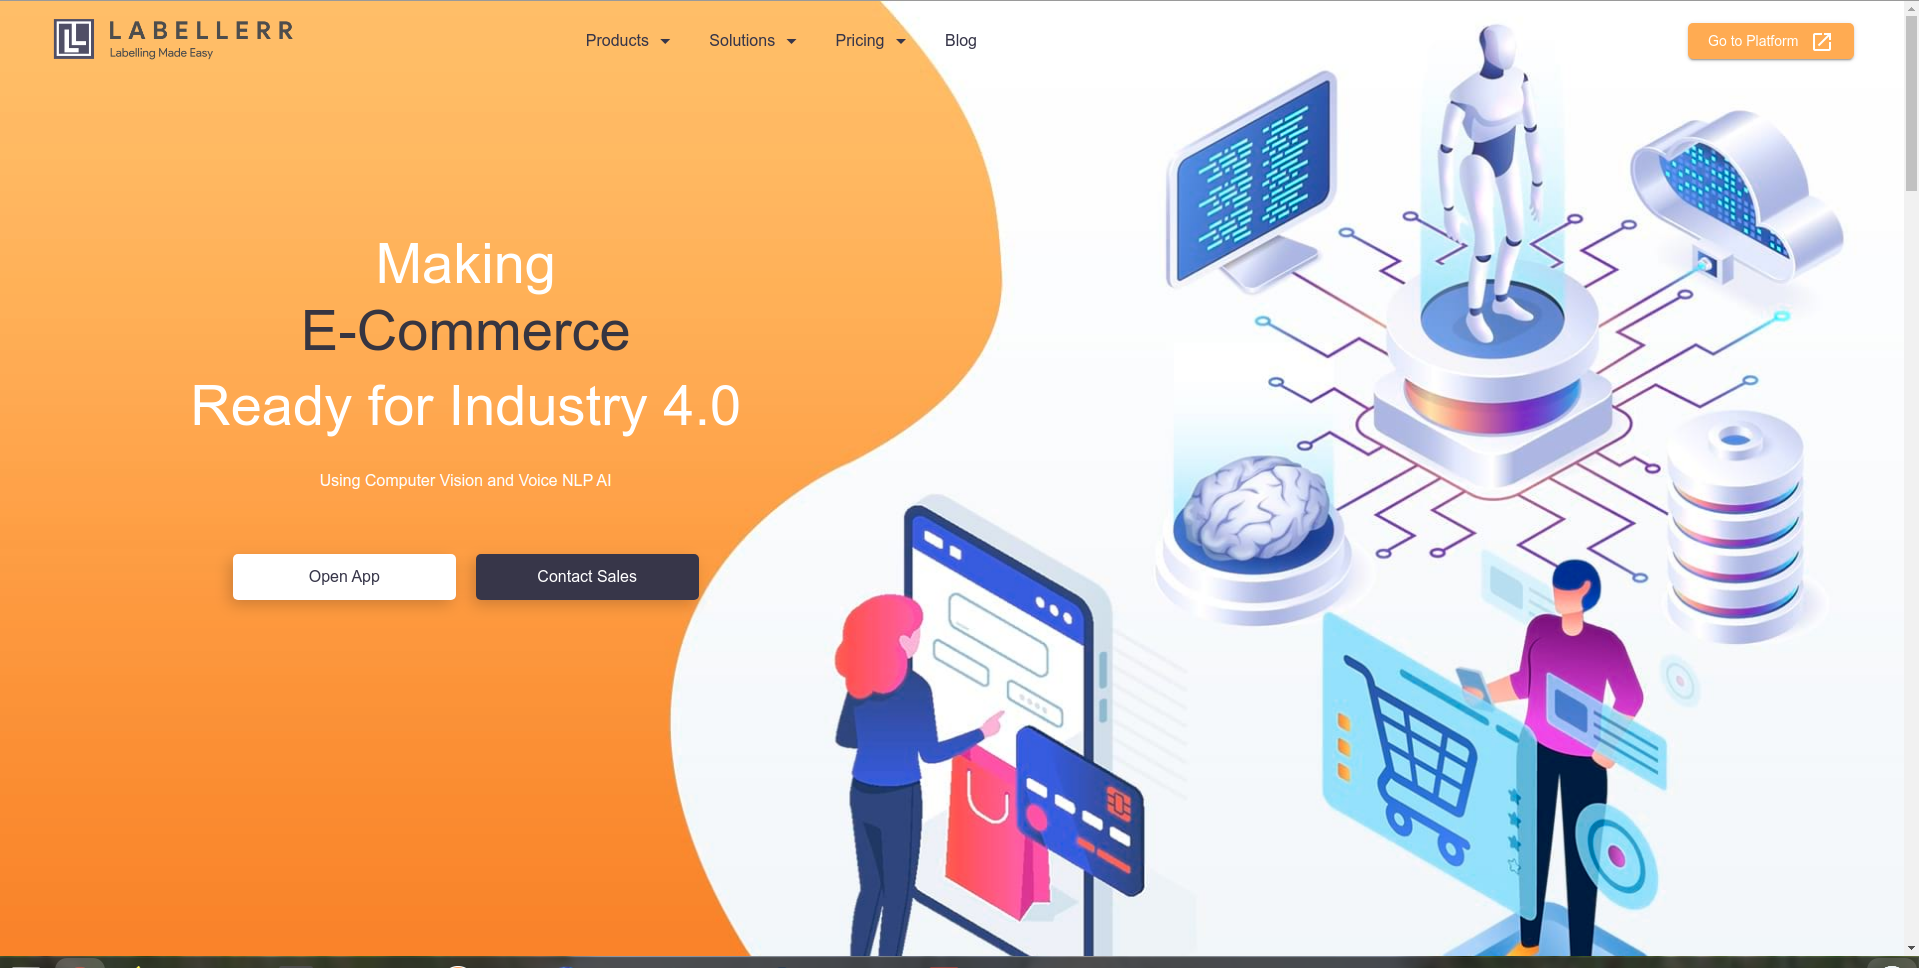 LABELLERR
Labelling Made Easy
Products
Solutions
Pricing
Blog
Go to Platform
Making
E-Commerce
Ready for Industry 4.0
Using Computer Vision and Voice NLP AI
Open App
Contact Sales